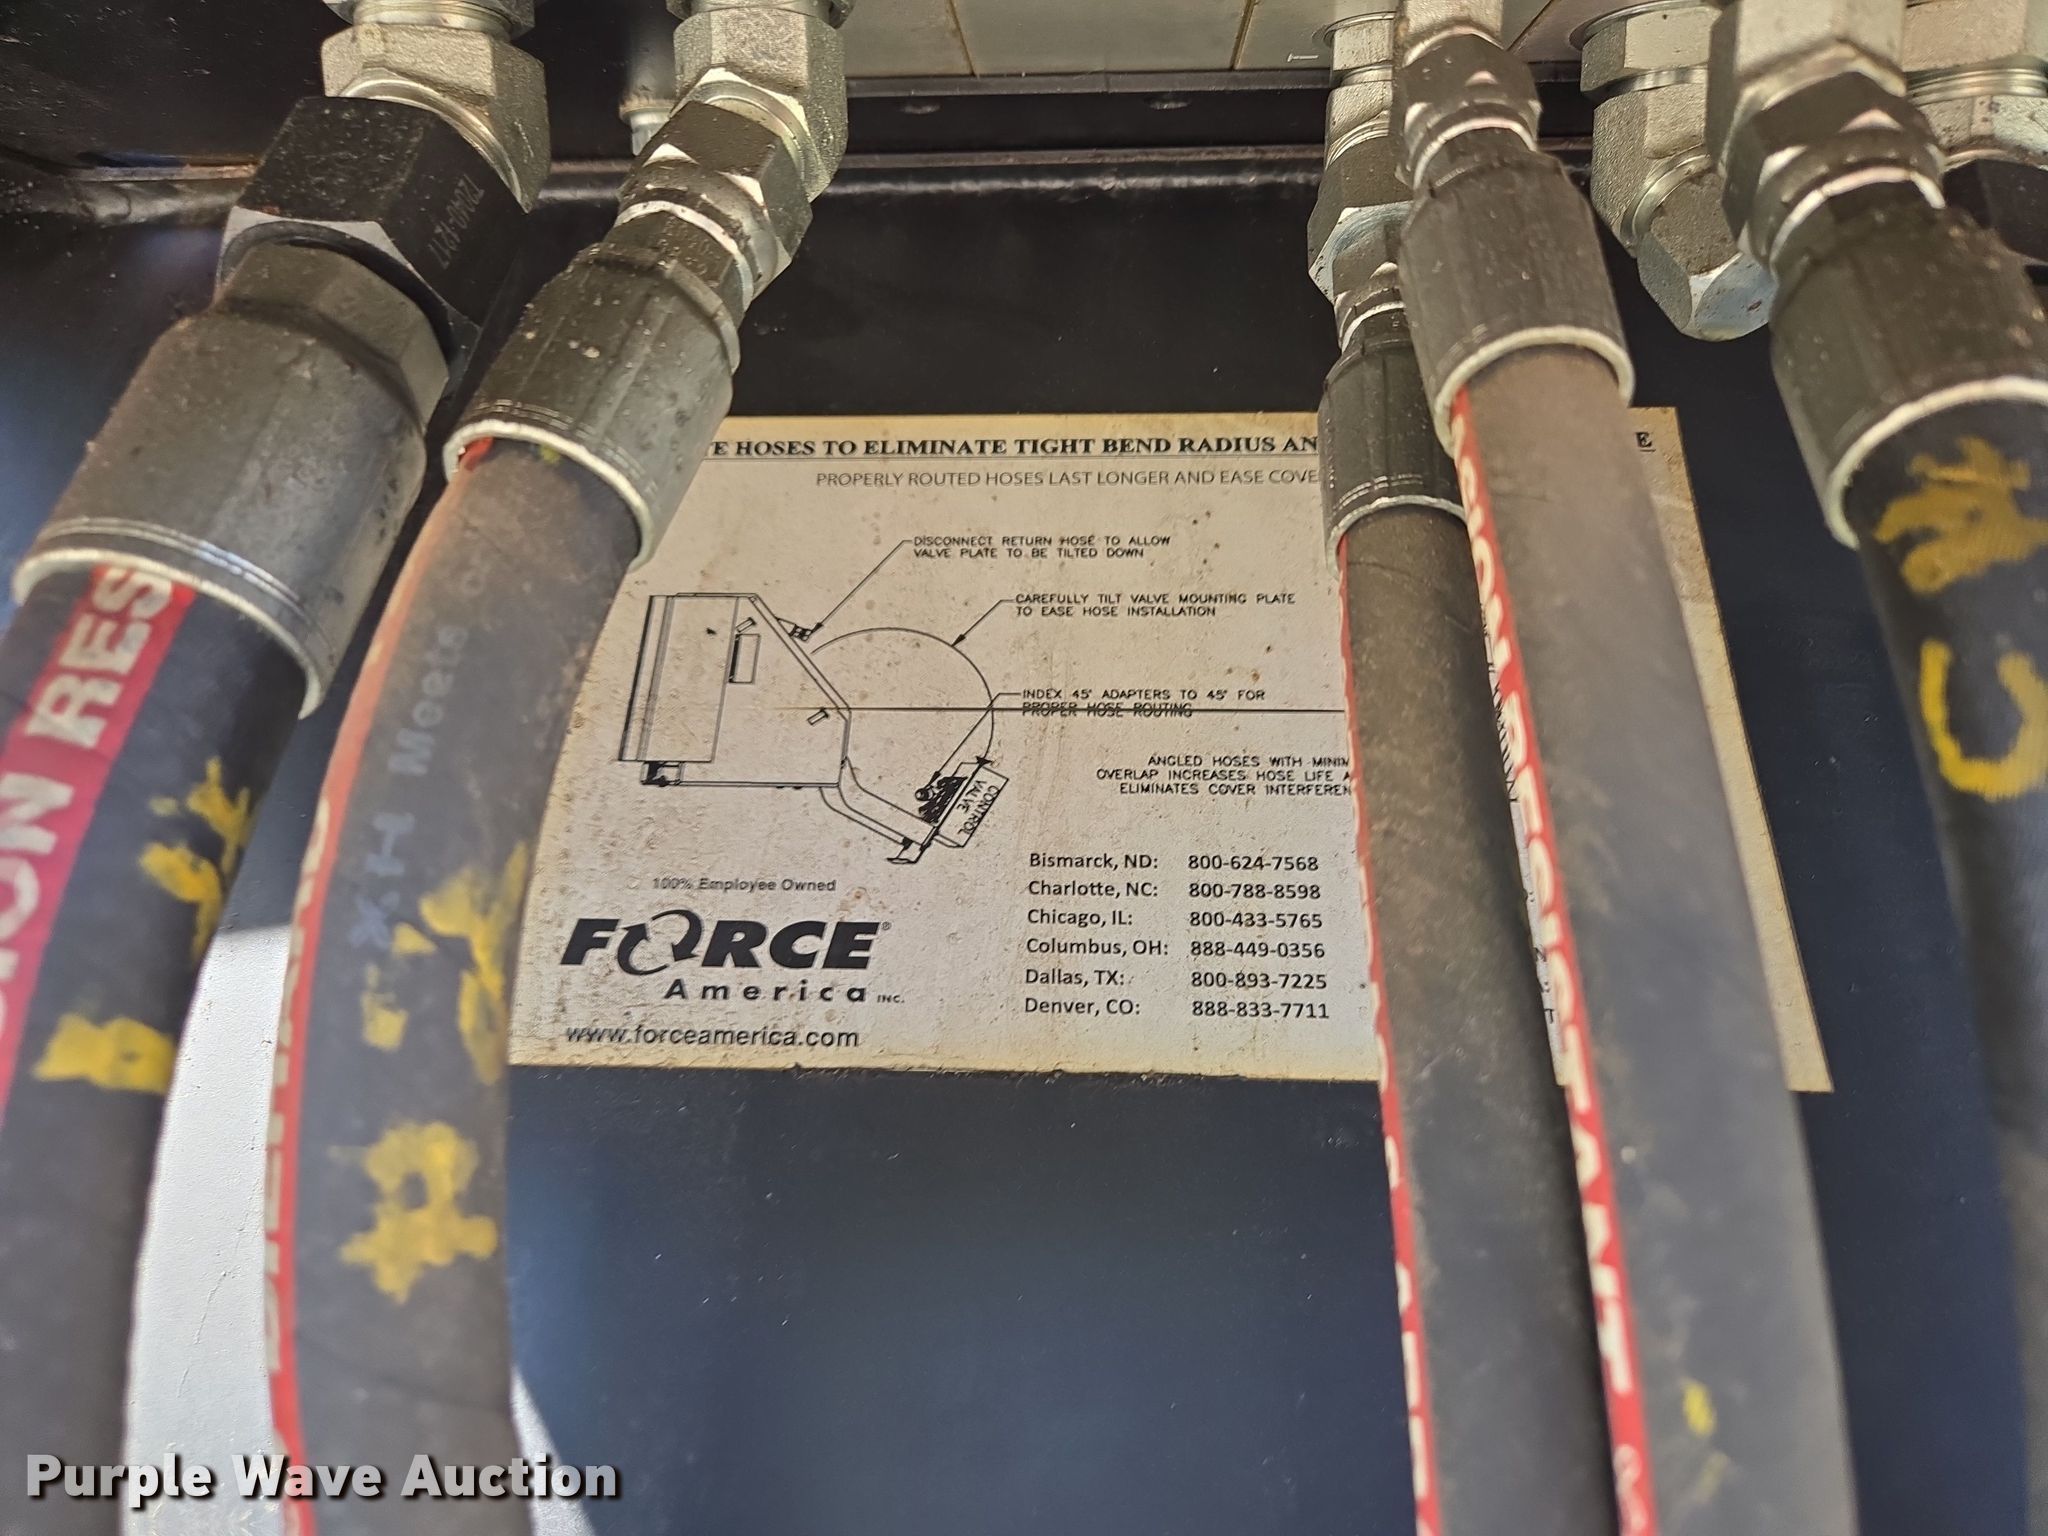 E HOSES TO ELIMINATE TIGHT BEND RADIUS AN
PROPERLY ROUTED HOSES LAST LONGER AND EASE COVE
DISCONNECT RETURN HOSE TO ALLOW
VALVE PLATE TO BE TILTED DOWN
CAREFULLY TILT VALVE MOUNTING PLATE
TO EASE HOSE INSTALLATION
INDEX 45° ADAPTERS TO 45° FOR
PROPER HOSE ROUTING
ANGLED HOSES WITH MINIM
OVERLAP INCREASES HOSE LIFE A
ELIMINATES COVER INTERFEREN
CONTROL
VALVE
Bismarck, ND: 800-624-7568
Charlotte, NC: 800-788-8598
Chicago, IL: 800-433-5765
Columbus, OH: 888-449-0356
Dallas, TX: 800-893-7225
Denver, CO: 888-833-7711
100% Employee Owned
FORCE®
America INC.
www.forceamerica.com
ION RES
Meets
SION RESISTANT
C
Purple Wave Auction